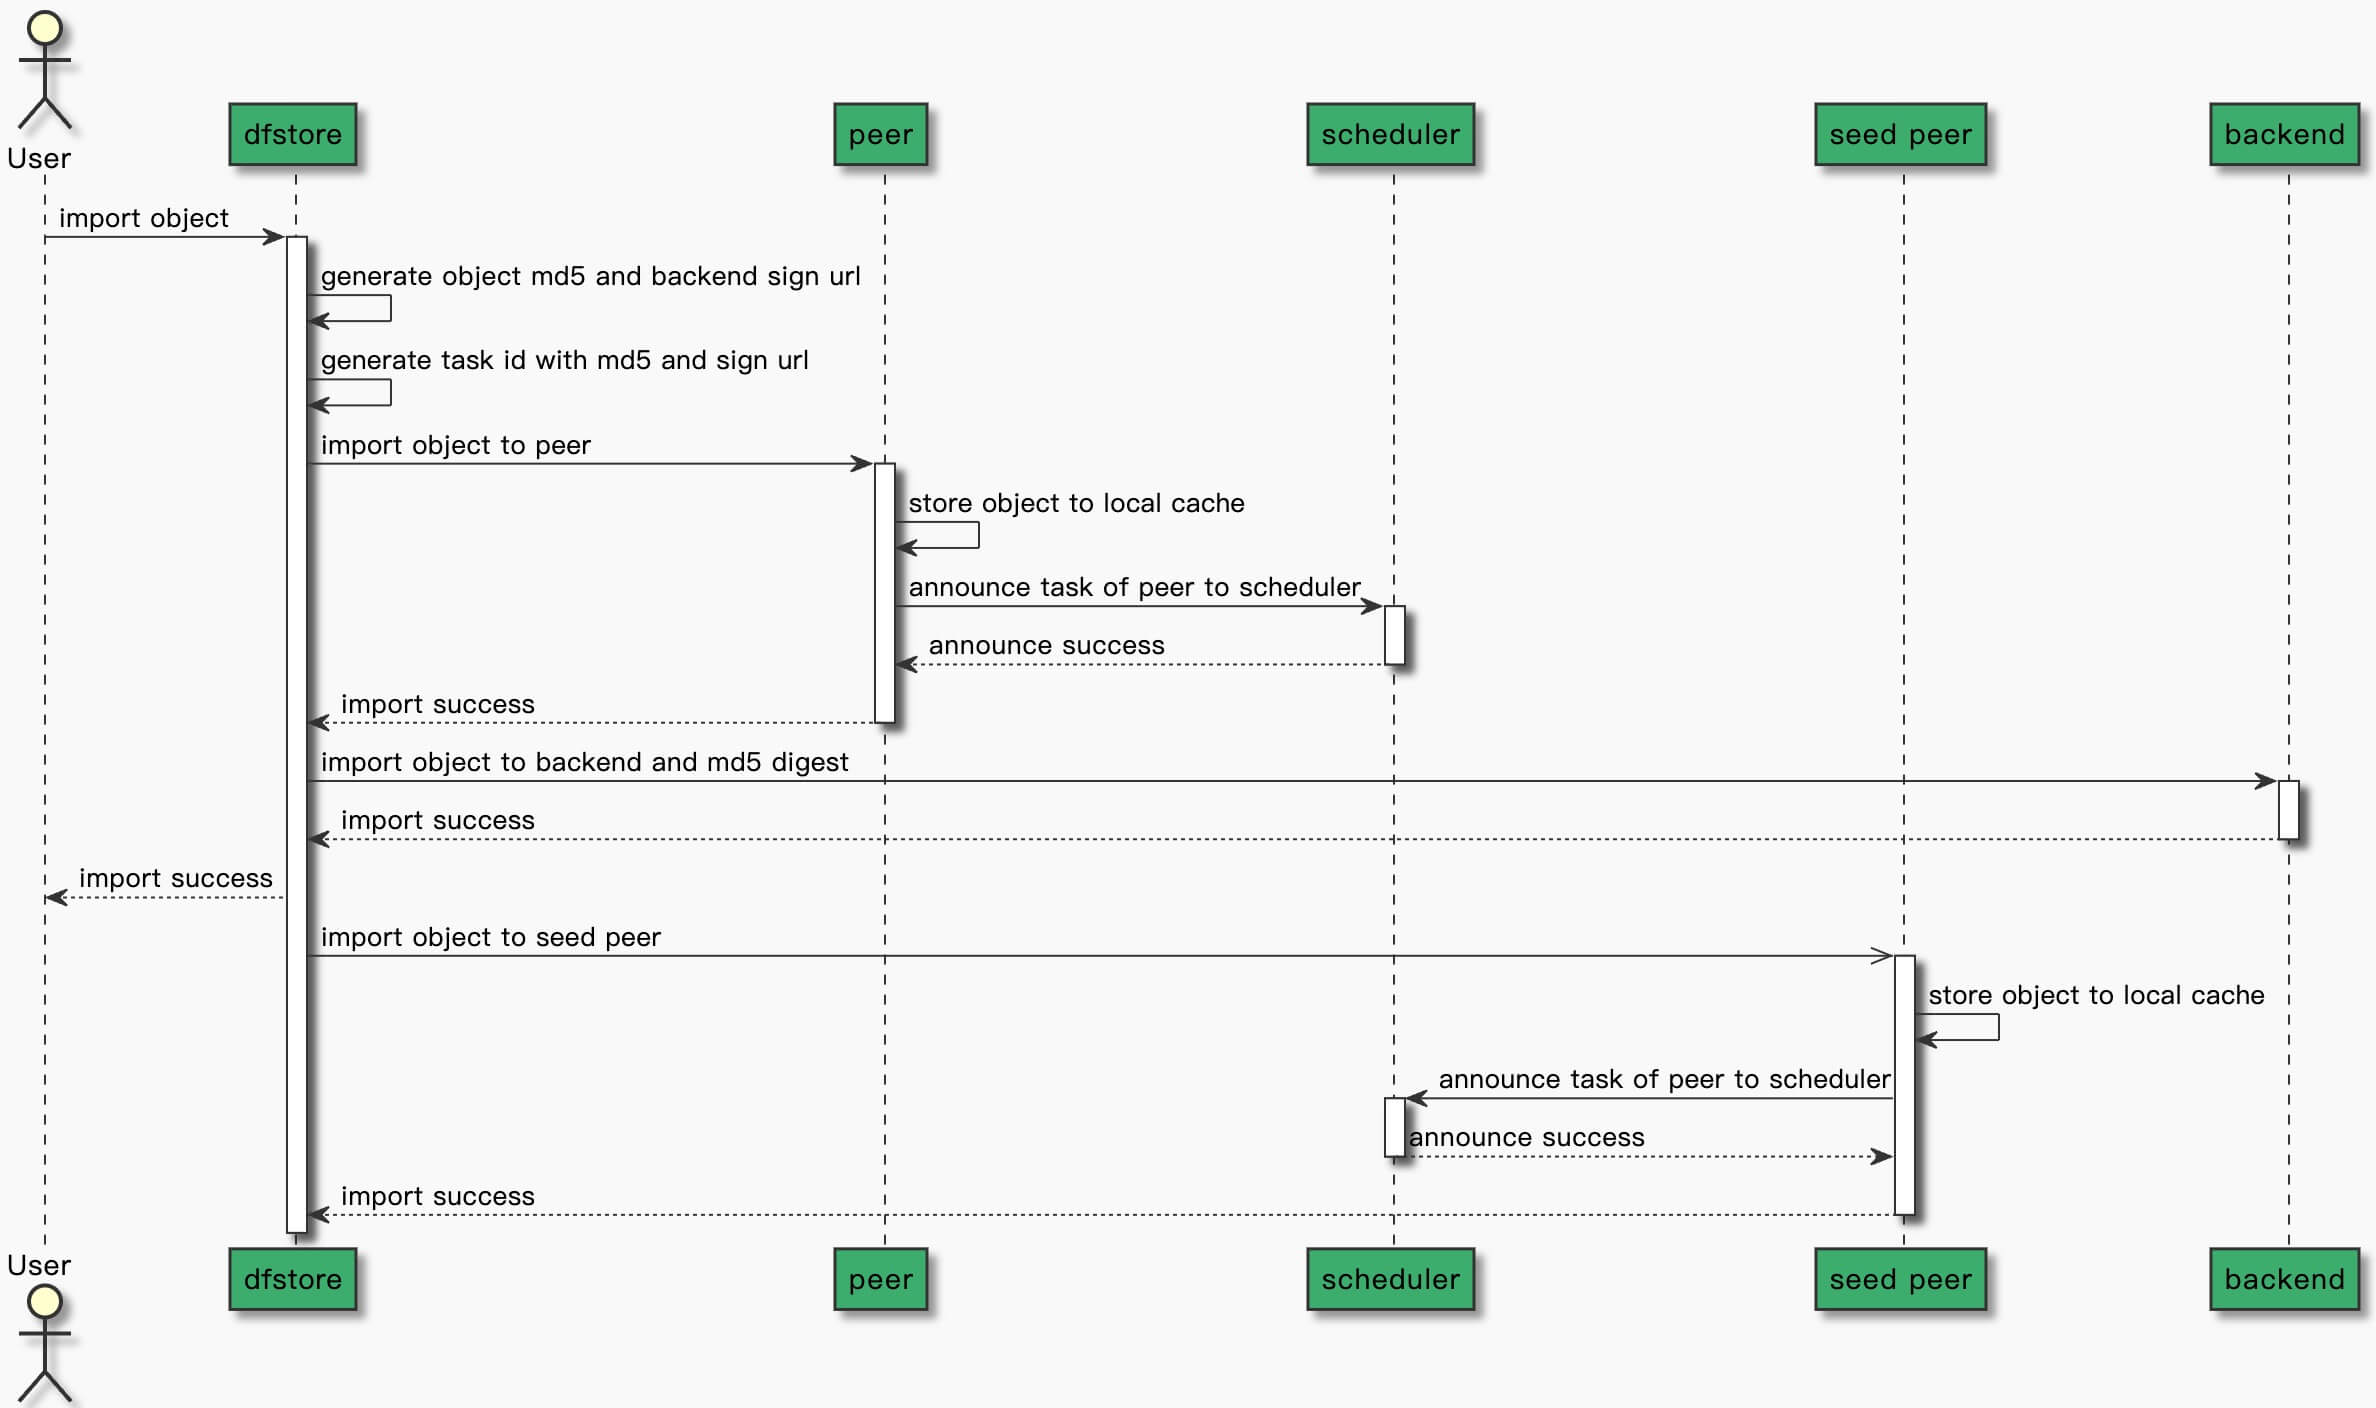 User
dfstore
peer
scheduler
seed peer
backend
import object
generate object md5 and backend sign url
generate task id with md5 and sign url
import object to peer
store object to local cache
announce task of peer to scheduler
announce success
import success
import object to backend and md5 digest
import success
import success
import object to seed peer
store object to local cache
announce task of peer to scheduler
announce success
import success
User
dfstore
peer
scheduler
seed peer
backend